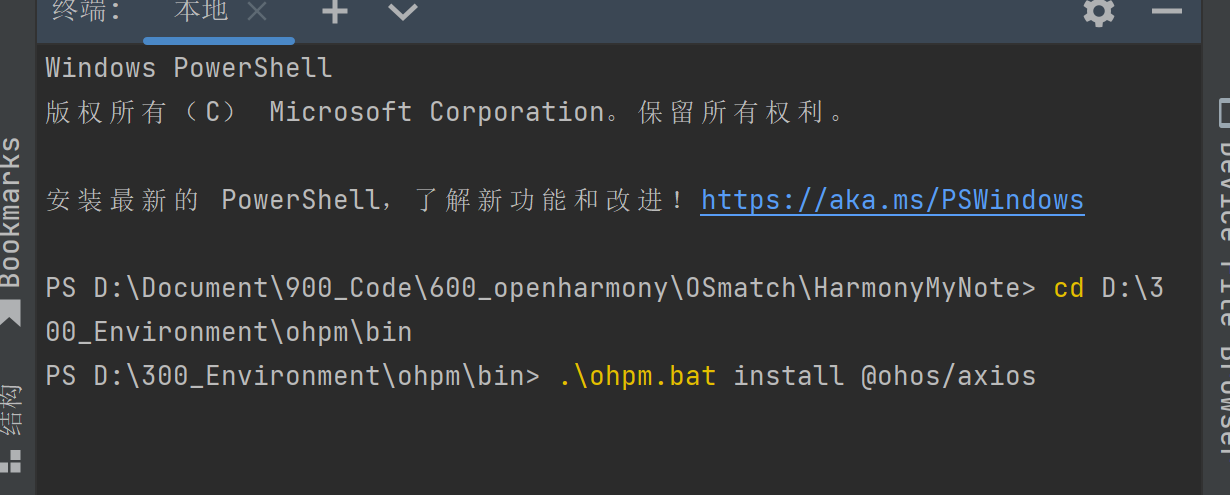 终端： 本地
Windows PowerShell
版权所有（C） Microsoft Corporation。保留所有权利。
安装最新的 PowerShell，了解新功能和改进！https://aka.ms/PSWindows
PS D:\Document\900_Code\600_openharmony\OSmatch\HarmonyMyNote> cd D:\3
00_Environment\ohpm\bin
PS D:\300_Environment\ohpm\bin> .\ohpm.bat install @ohos/axios
Bookmarks
结构
Device File Browser